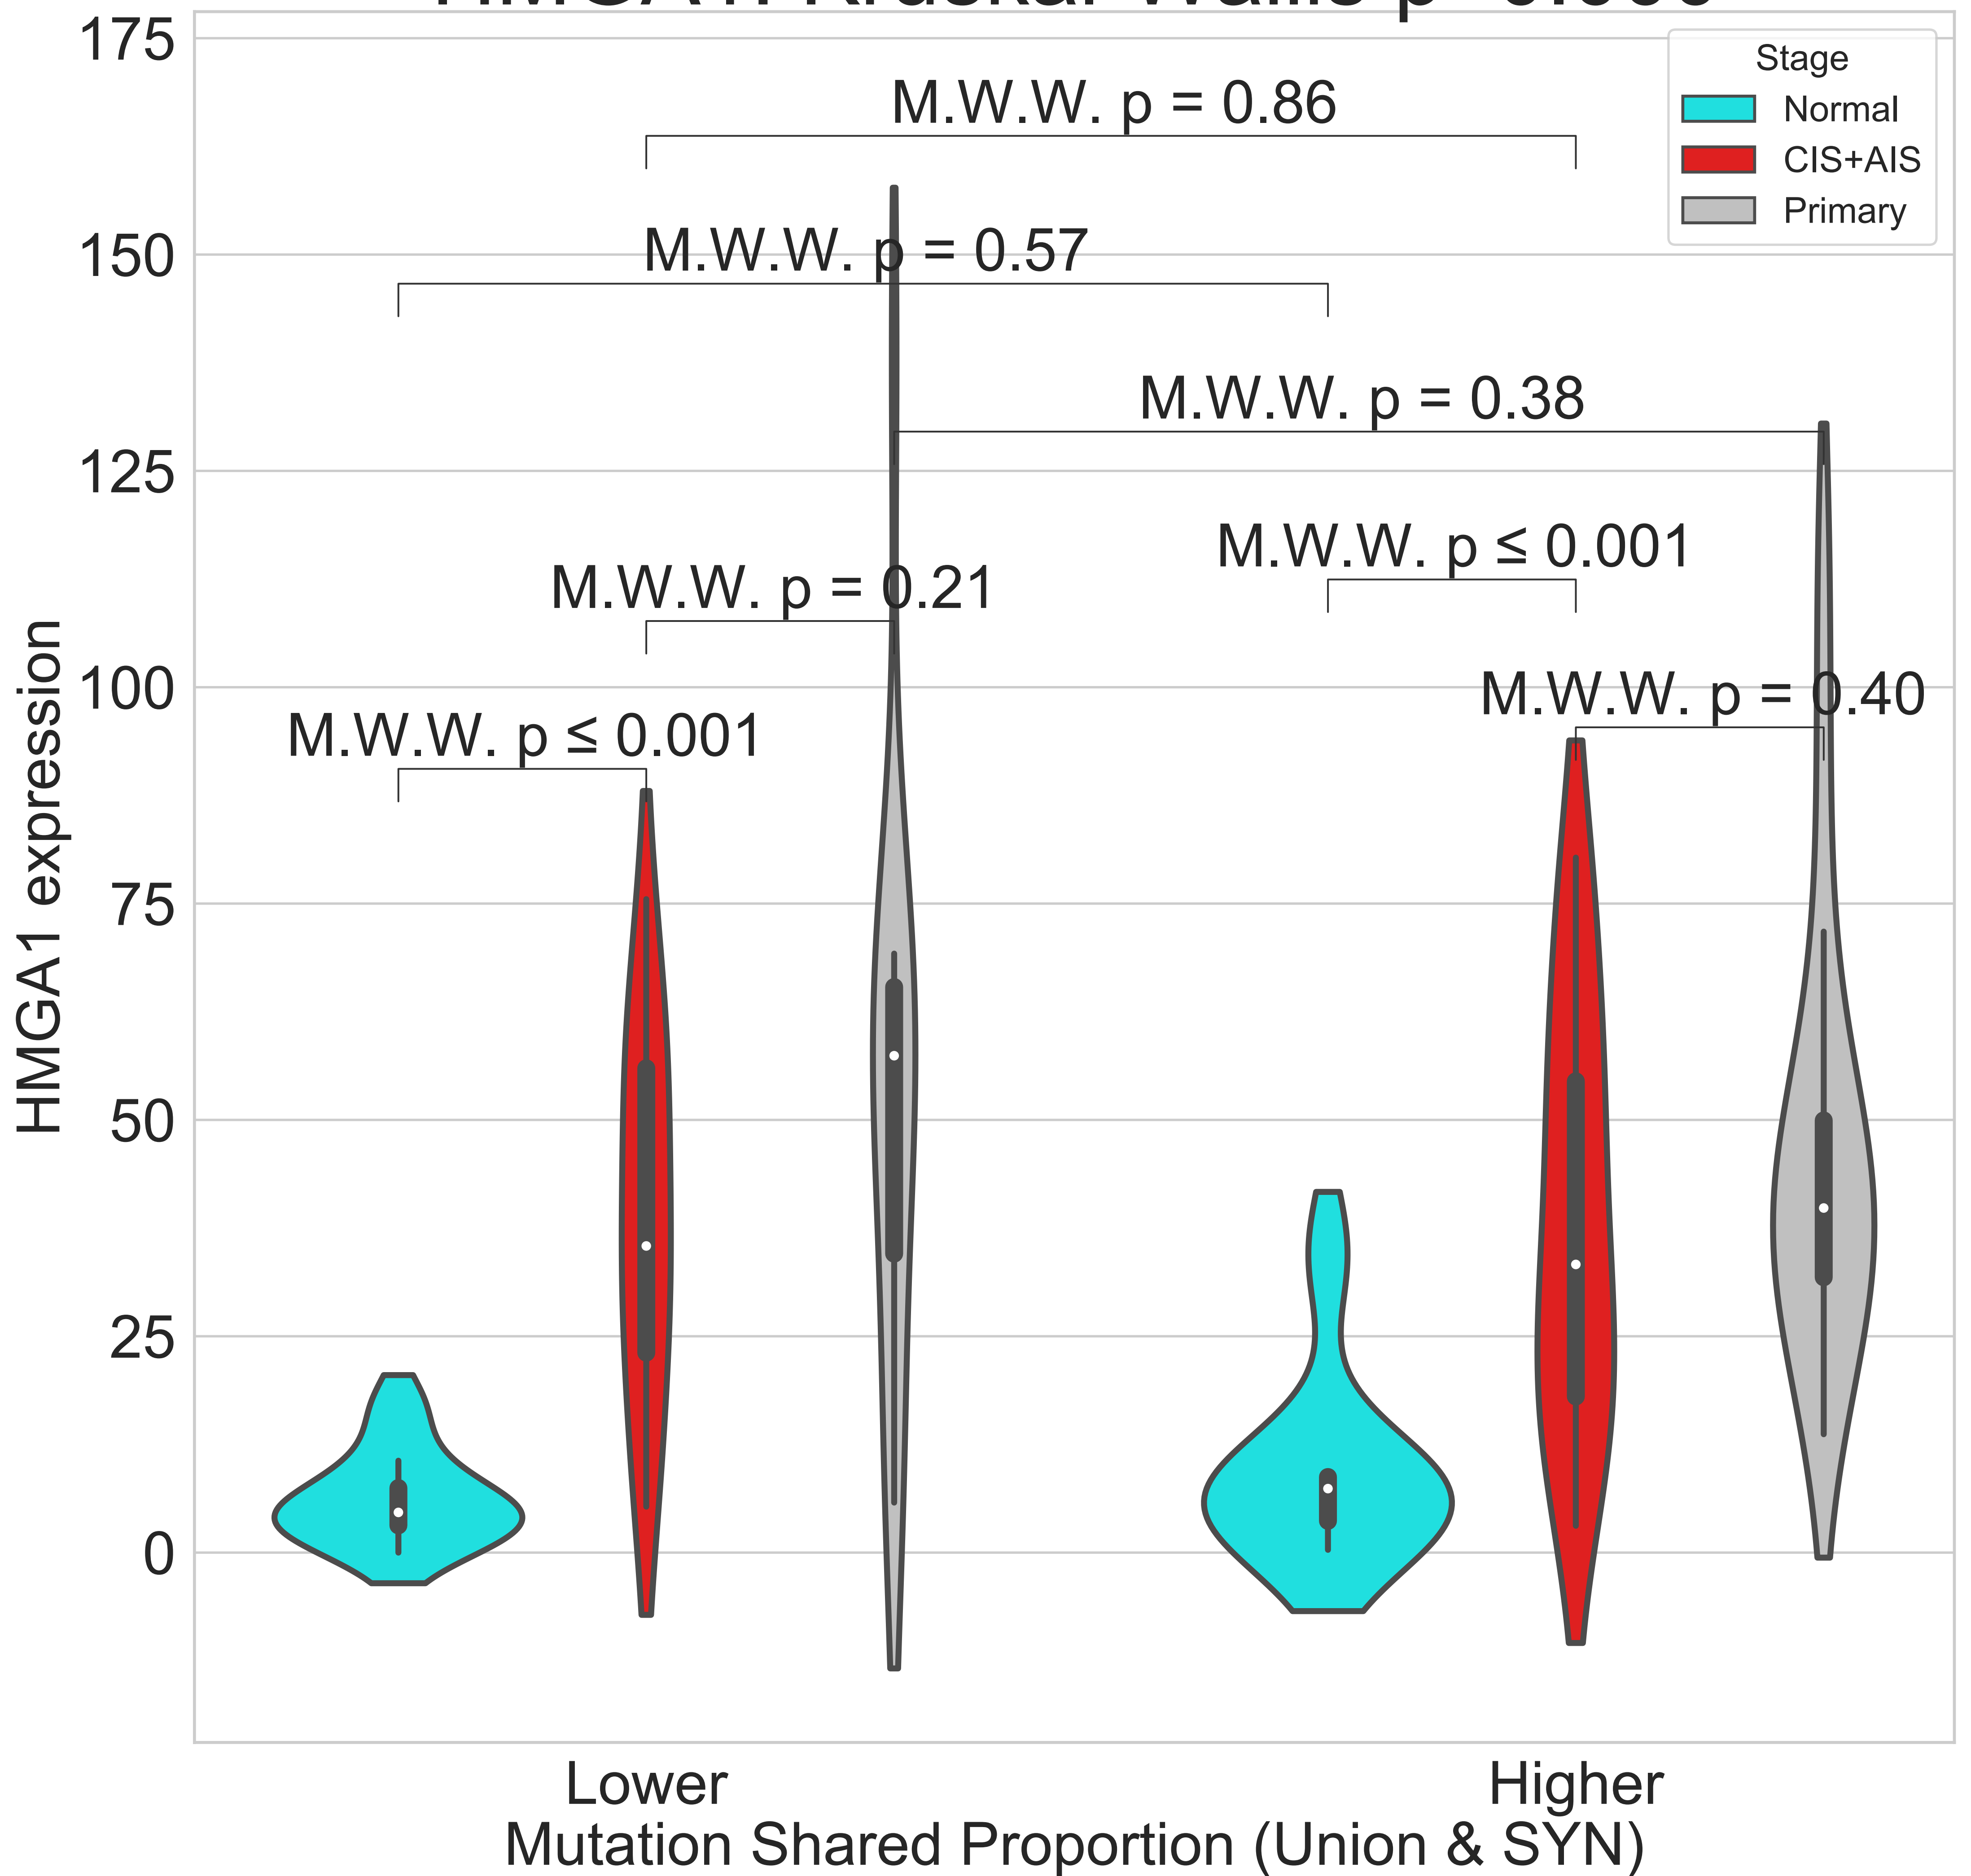 175
150
125
100
75
50
25
0
HMGA1 expression
Stage
Normal
CIS+AIS
Primary
M.W.W. p = 0.86
M.W.W. p = 0.57
M.W.W. p = 0.38
M.W.W. p ≤ 0.001
M.W.W. p = 0.21
M.W.W. p = 0.40
M.W.W. p ≤ 0.001
Lower
Higher
Mutation Shared Proportion (Union & SYN)